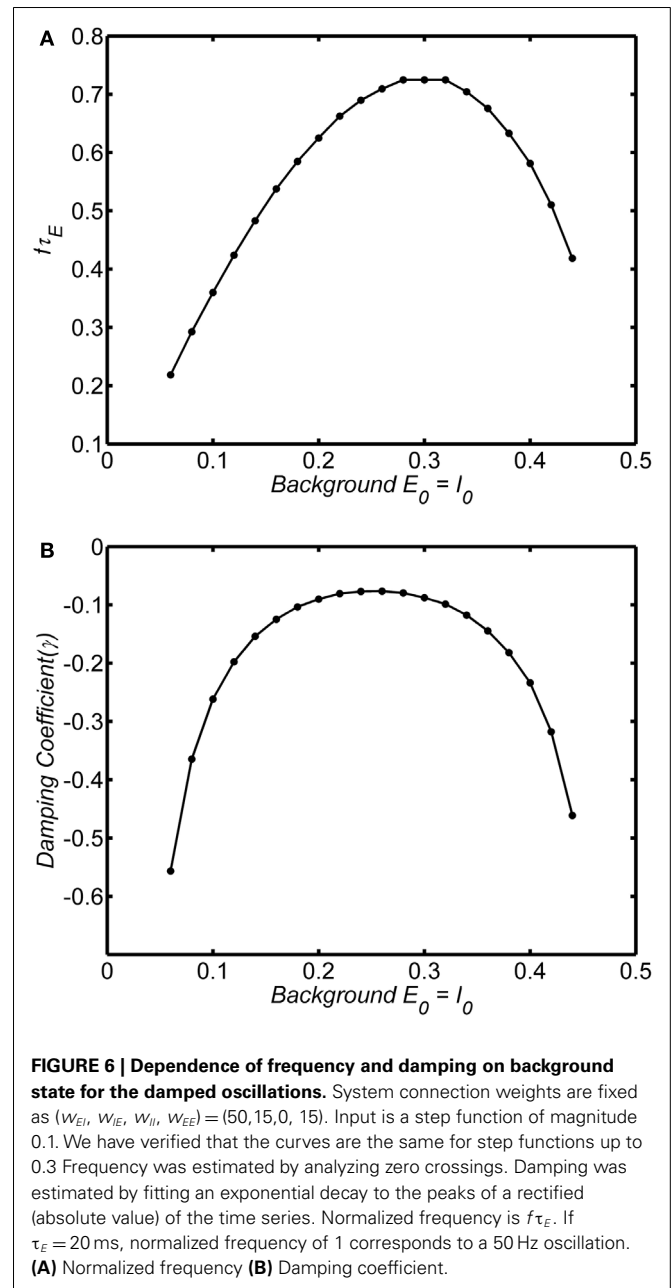 A
0.8
0.7
0.6
0.5
0.4
0.3
0.2
0.1
fτE
0
0.1
0.2
0.3
0.4
0.5
Background E0 = I0
B
0
-0.1
-0.2
-0.3
-0.4
-0.5
-0.6
Damping Coefficient(γ)
0
0.1
0.2
0.3
0.4
0.5
Background E0 = I0
FIGURE 6 | Dependence of frequency and damping on background
state for the damped oscillations. System connection weights are fixed
as (wEI, wIE, wII, wEE) = (50,15,0, 15). Input is a step function of magnitude
0.1. We have verified that the curves are the same for step functions up to
0.3 Frequency was estimated by analyzing zero crossings. Damping was
estimated by fitting an exponential decay to the peaks of a rectified
(absolute value) of the time series. Normalized frequency is fτE. If
τE = 20 ms, normalized frequency of 1 corresponds to a 50 Hz oscillation.
(A) Normalized frequency (B) Damping coefficient.